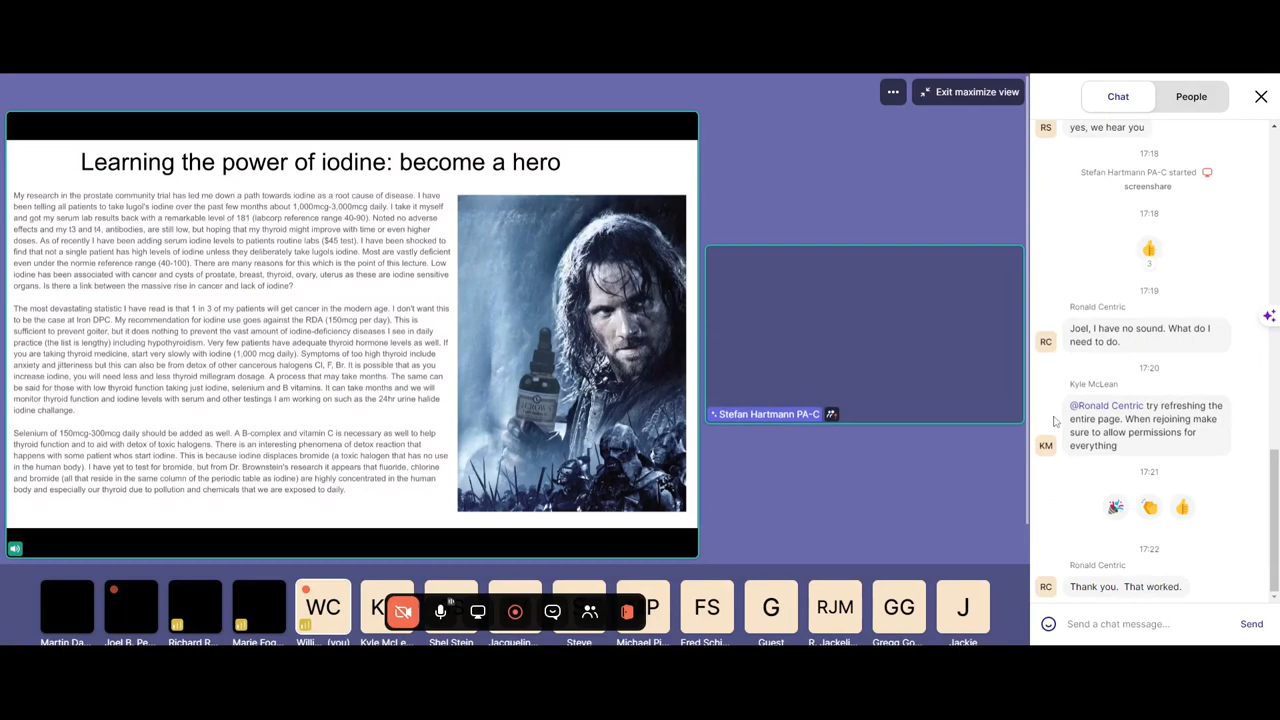 Exit maximize view
Chat
People
Learning the power of iodine: become a hero
My research in the prostate community trial has led me down a path towards iodine as a root cause of disease. I have
been telling all patients to take lugol's iodine over the past few months about 1,000mcg-3,000mcg daily. I take it myself
and got my serum lab results back with a remarkable level of 181 (labcorp reference range 40-90). Noted no adverse
effects and my t3 and t4, antibodies, are still low, but hoping that my thyroid might improve with time or even higher
doses. As of recently I have been adding serum iodine levels to patients routine labs ($45 test). I have been shocked to
find that not a single patient has high levels of iodine unless they deliberately take lugols iodine. Most are vastly deficient
even under the normie reference range (40-100). There are many reasons for this which is the point of this lecture. Low
iodine has been associated with cancer and cysts of prostate, breast, thyroid, ovary, uterus as these are iodine sensitive
organs. Is there a link between the massive rise in cancer and lack of iodine?
The most devastating statistic I have read is that 1 in 3 of my patients will get cancer in the modern age. I don't want this
to be the case at Iron DPC. My recommendation for iodine use goes against the RDA (150mcg per day). This is
sufficient to prevent goiter, but it does nothing to prevent the vast amount of iodine-deficiency diseases I see in daily
practice (the list is lengthy) including hypothyroidism. Very few patients have adequate thyroid hormone levels as well. If
you are taking thyroid medicine, start very slowly with iodine (1,000 mcg daily). Symptoms of too high thyroid include
anxiety and jitteriness but this can also be from detox of other cancerous halogens Cl, F, Br. It is possible that as you
increase iodine, you will need less and less thyroid millegram dosage. A process that may take months. The same can
be said for those with low thyroid function taking just iodine, selenium and B vitamins. It can take months and we will
monitor thyroid function and iodine levels with serum and other testings I am working on such as the 24hr urine halide
iodine challange.
Selenium of 150mcg-300mcg daily should be added as well. A B-complex and vitamin C is necessary as well to help
thyroid function and to aid with detox of toxic halogens. There is an interesting phenomena of detox reaction that
happens with some patient whos start iodine. This is because iodine displaces bromide (a toxic halogen that has no use
in the human body). I have yet to test for bromide, but from Dr. Brownstein's research it appears that fluoride, chlorine
and bromide (all that reside in the same column of the periodic table as iodine) are highly concentrated in the human
body and especially our thyroid due to pollution and chemicals that we are exposed to daily.
Stefan Hartmann PA-C
RS
yes, we hear you
17:18
Stefan Hartmann PA-C started
screenshare
17:18
3
17:19
Ronald Centric
RC
Joel, I have no sound. What do I
need to do.
17:20
Kyle McLean
KM
@Ronald Centric try refreshing the
entire page. When rejoining make
sure to allow permissions for
everything
17:21
17:22
Ronald Centric
RC
Thank you. That worked.
Send a chat message...
Send
WC
K
P
FS
G
RJM
GG
J
Martin Da...
Joel B. Pe...
Richard R...
Marie Fog...
Willi... (you)
Kyle McLe...
Shel Stein
Jacquelin...
Steve
Michael Pi...
Fred Schi...
Guest
R. Jackeli...
Gregg Go...
Jackie